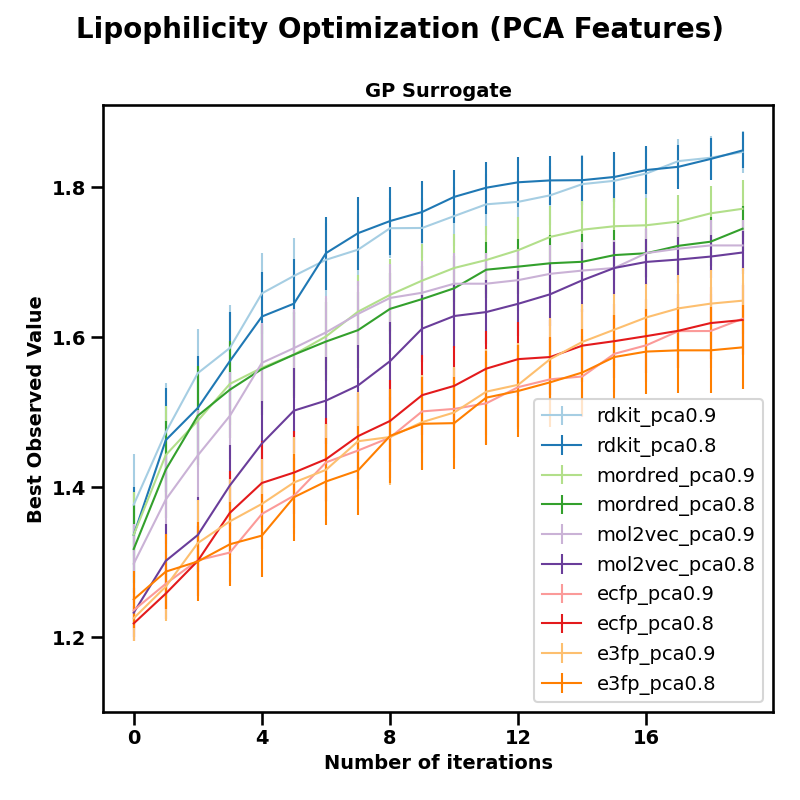 Lipophilicity Optimization (PCA Features)
GP Surrogate
Best Observed Value
1.8
1.6
1.4
1.2
0
4
8
12
16
Number of iterations
rdkit_pca0.9
rdkit_pca0.8
mordred_pca0.9
mordred_pca0.8
mol2vec_pca0.9
mol2vec_pca0.8
ecfp_pca0.9
ecfp_pca0.8
e3fp_pca0.9
e3fp_pca0.8